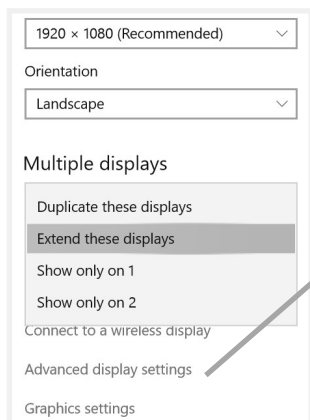 1920 × 1080 (Recommended)
Orientation
Landscape
Multiple displays
Duplicate these displays
Extend these displays
Show only on 1
Show only on 2
Connect to a wireless display
Advanced display settings
Graphics settings